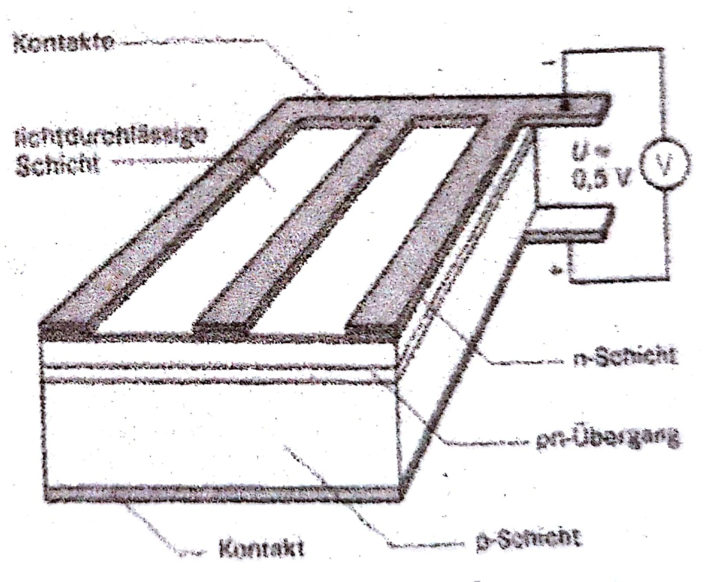 Kontakte
lichtdurchlässige
Schicht
-
U ≈
0,5 V
V
+
n-Schicht
pn-Übergang
p-Schicht
Kontakt